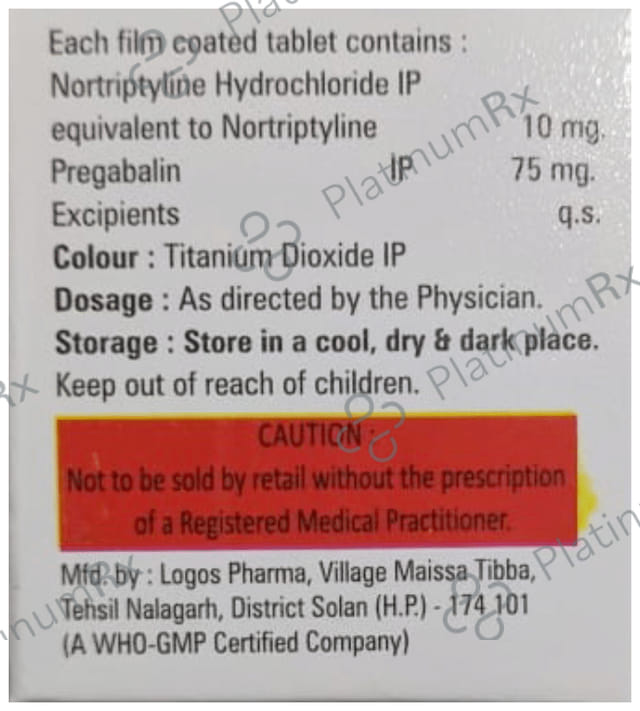 Each film coated tablet contains :
Nortriptyline Hydrochloride IP
equivalent to Nortriptyline 10 mg.
Pregabalin IP 75 mg.
Excipients q.s.
Colour : Titanium Dioxide IP
Dosage : As directed by the Physician.
Storage : Store in a cool, dry & dark place.
Keep out of reach of children.
CAUTION :
Not to be sold by retail without the prescription
of a Registered Medical Practitioner.
Mfd. by : Logos Pharma, Village Maissa Tibba,
Tehsil Nalagarh, District Solan (H.P.) - 174 101
(A WHO-GMP Certified Company)
PlatinumRx
PlatinumRx